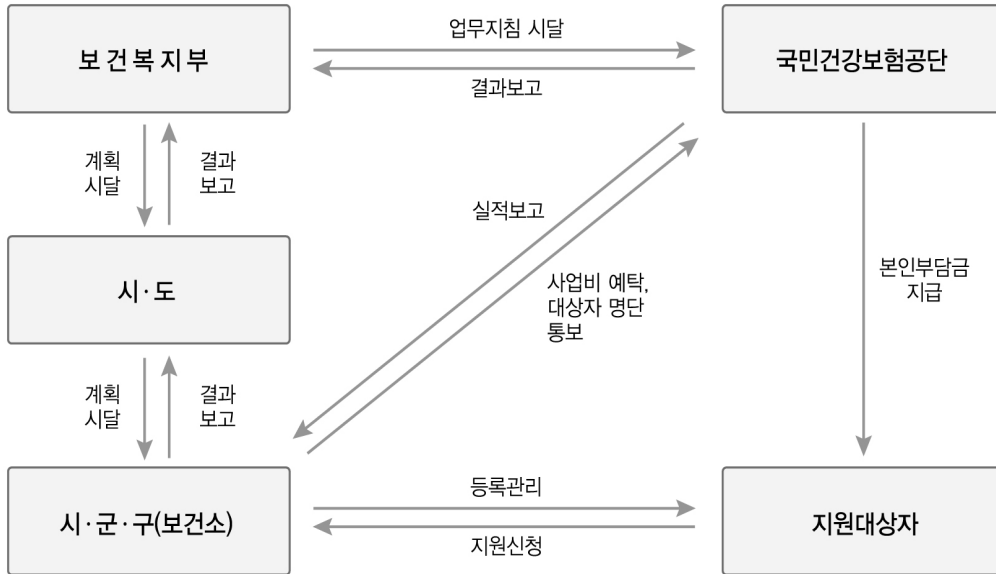 보건복지부
업무지침 시달
결과보고
국민건강보험공단
계획
시달
결과
보고
실적보고
시·도
사업비 예탁,
대상자 명단
통보
본인부담금
지급
계획
시달
결과
보고
시·군·구(보건소)
등록관리
지원신청
지원대상자